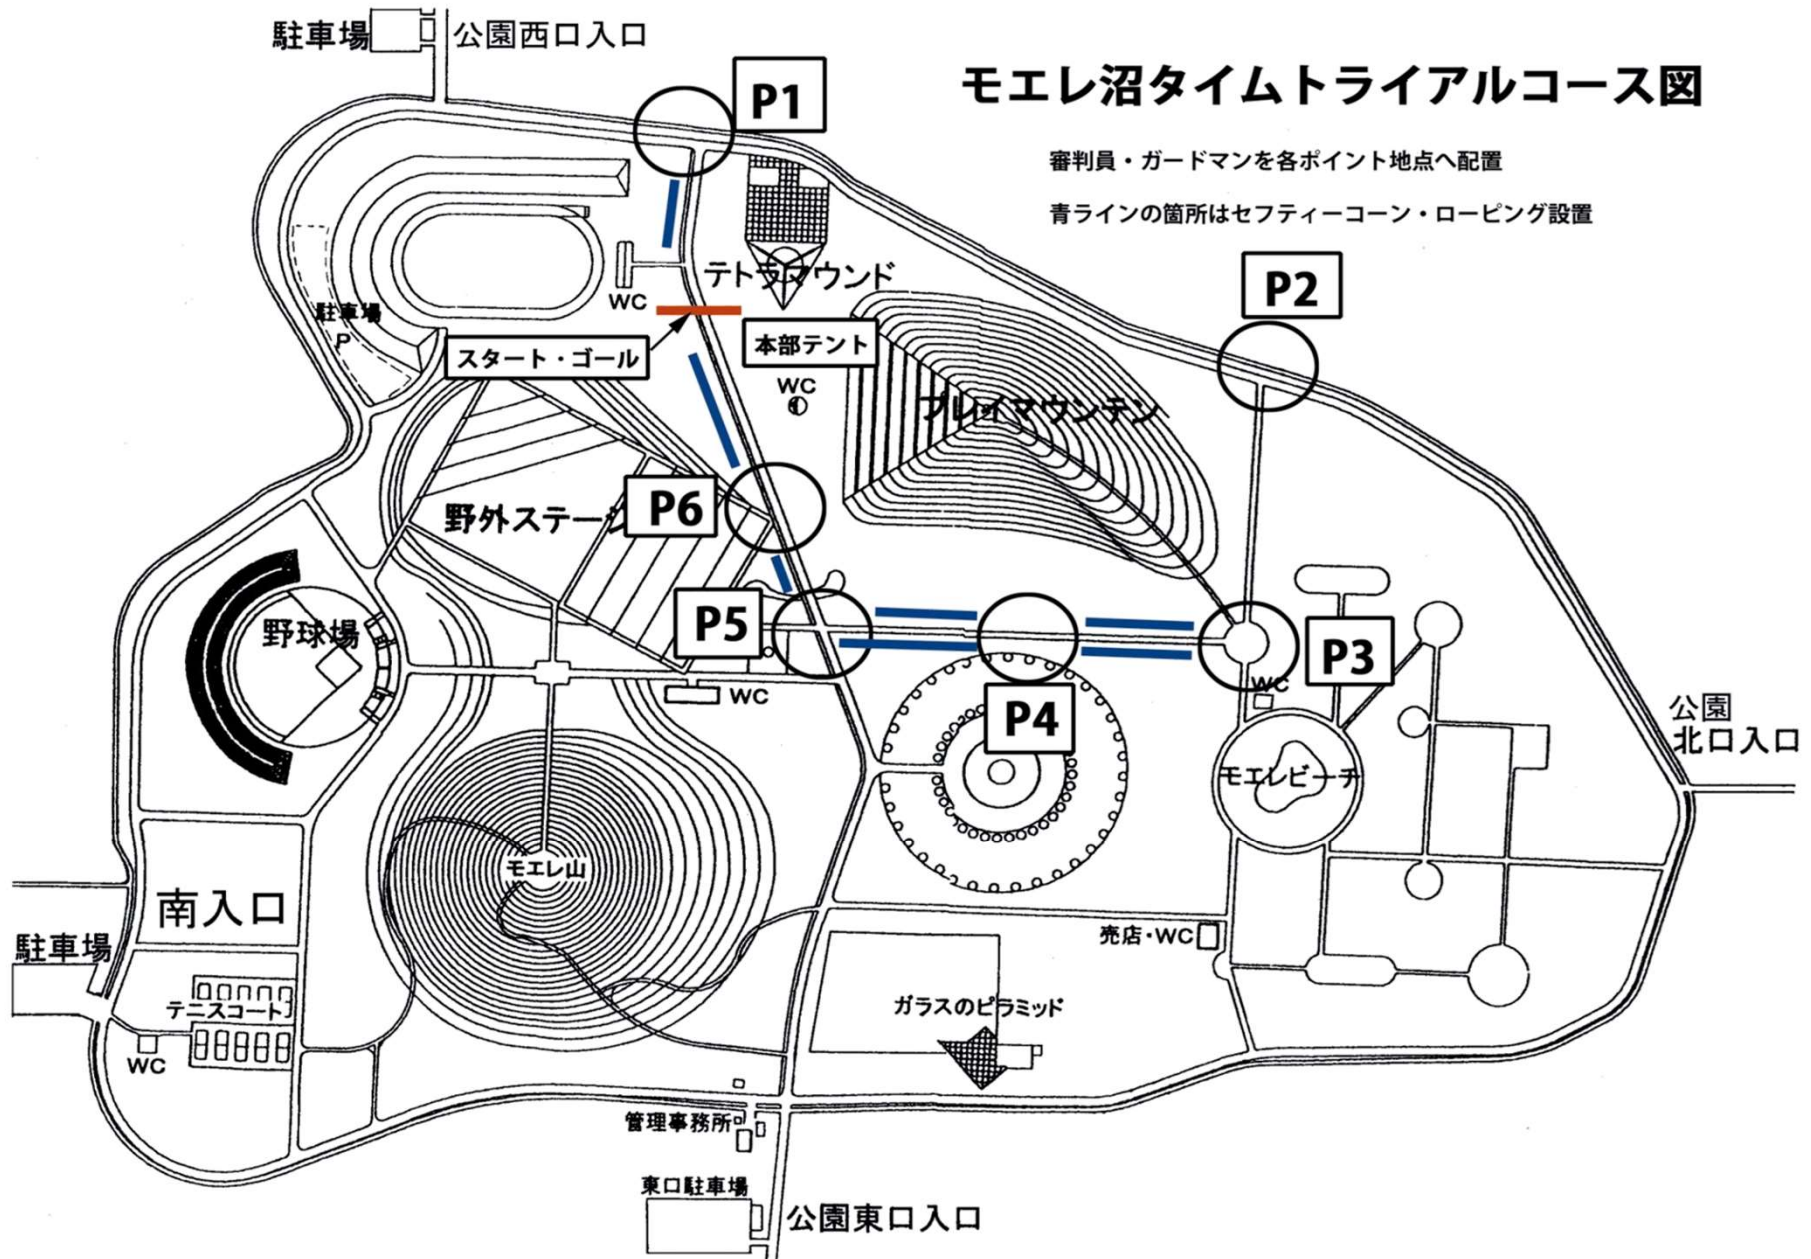 駐車場
公園西口入口
P1
モエレ沼タイムトライアルコース図
審判員・ガードマンを各ポイント地点へ配置
青ラインの箇所はセフティーコーン・ローピング設置
テトラマウンド
P2
WC
駐車場
P
スタート・ゴール
本部テント
WC
プレイマウンテン
野外ステージ
P6
P5
野球場
P3
WC
WC
P4
公園
北口入口
モエレビーチ
モエレ山
南入口
売店・WC
駐車場
テニスコート
ガラスのピラミッド
WC
管理事務所
東口駐車場
公園東口入口